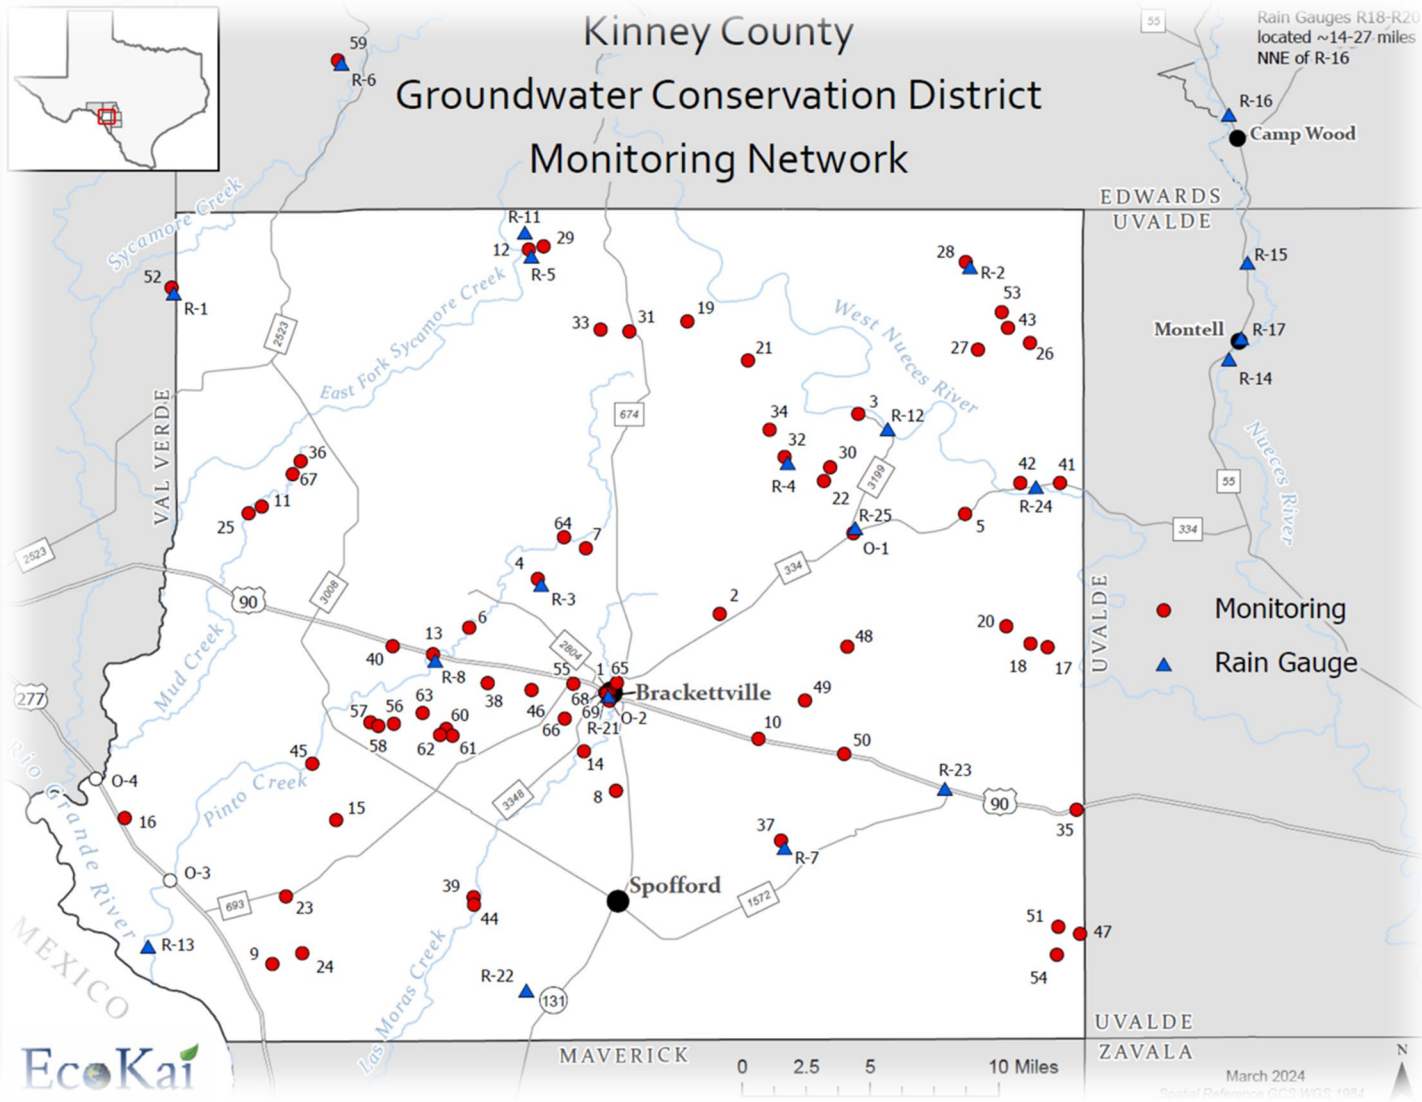 Kinney County
Groundwater Conservation District
Monitoring Network
55
Rain Gauges R18-R20
located ~14-27 miles
NNE of R-16
59
R-6
R-16
Camp Wood
Sycamore Creek
EDWARDS
UVALDE
R-11
12
29
R-5
28
R-2
R-15
52
R-1
53
43
26
27
2523
33
31
19
21
West Nueces River
Montell
R-17
R-14
East Fork Sycamore Creek
VAL VERDE
674
34
3
R-12
32
30
R-4
22
3199
36
67
11
25
42
41
R-24
55
Nueces River
R-25
O-1
5
334
2523
64
7
4
R-3
334
3008
90
2
UVALDE
Monitoring
Rain Gauge
6
13
40
R-8
2804
48
20
18
17
Mud Creek
277
55
1
65
Brackettville
68
69
O-2
R-21
38
46
66
49
63
57
56
58
60
62
61
10
50
45
14
O-4
Pinto Creek
3348
8
R-23
90
35
16
15
37
R-7
Rio Grande River
O-3
Spofford
1572
693
23
39
44
51
47
54
MEXICO
R-13
9
24
R-22
131
Las Moras Creek
UVALDE
ZAVALA
MAVERICK
EcoKai
0 2.5 5 10 Miles
N
March 2024
Spatial Reference GCS WGS 1984